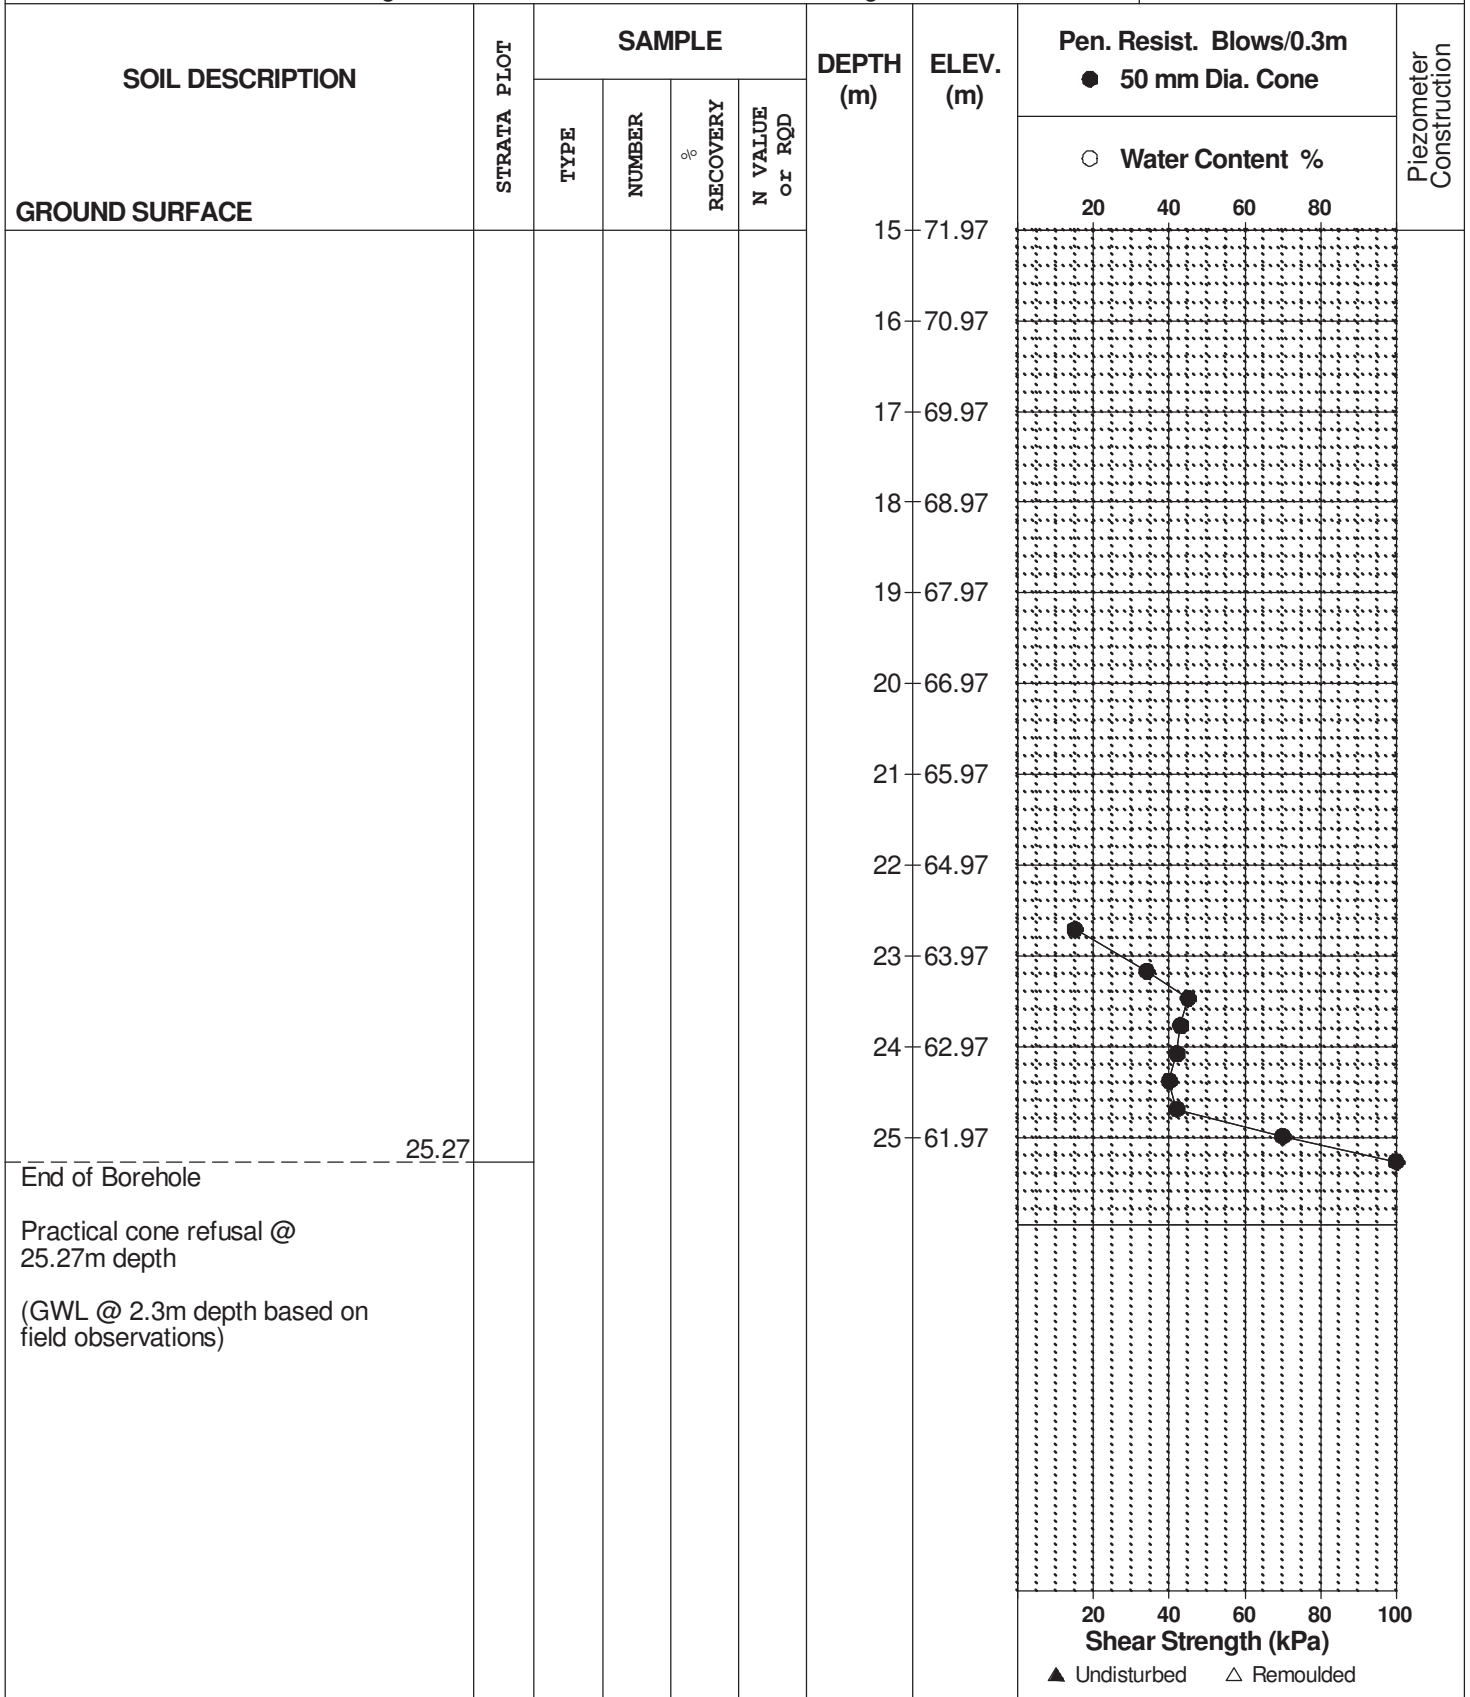 SOIL DESCRIPTION
GROUND SURFACE
STRATA PLOT
SAMPLE
TYPE
NUMBER
%
RECOVERY
N VALUE
or RQD
DEPTH
(m)
ELEV.
(m)
Pen. Resist. Blows/0.3m
● 50 mm Dia. Cone
○ Water Content %
20 40 60 80
Piezometer
Construction
15 71.97
16 70.97
17 69.97
18 68.97
19 67.97
20 66.97
21 65.97
22 64.97
23 63.97
24 62.97
25 61.97
25.27
End of Borehole
Practical cone refusal @
25.27m depth
(GWL @ 2.3m depth based on
field observations)
20 40 60 80 100
Shear Strength (kPa)
▲ Undisturbed △ Remoulded